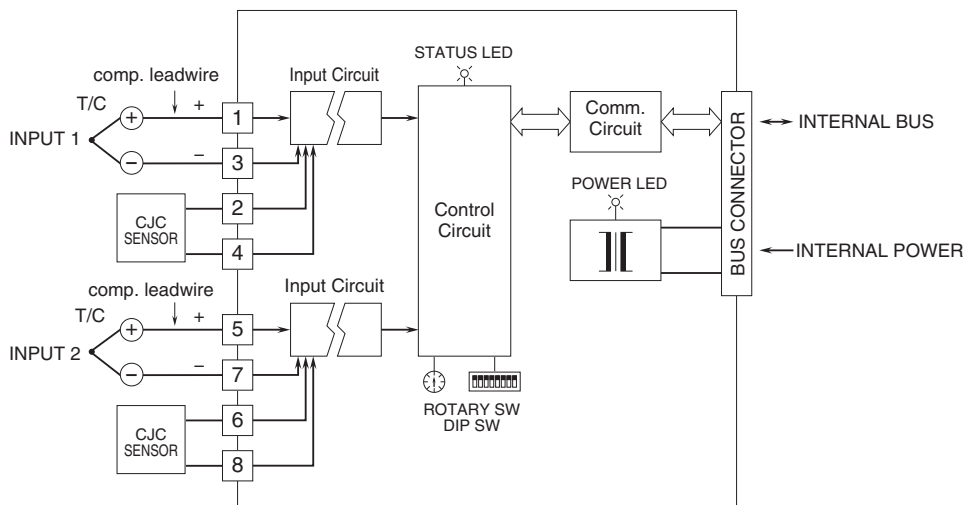 STATUS LED
comp. leadwire
Input Circuit
T/C
+
+
1
INPUT 1
−
−
3
2
CJC
SENSOR
4
Control
Circuit
Comm.
Circuit
POWER LED
BUS CONNECTOR
INTERNAL BUS
INTERNAL POWER
comp. leadwire
Input Circuit
T/C
+
+
5
INPUT 2
−
−
7
6
CJC
SENSOR
8
ROTARY SW
DIP SW